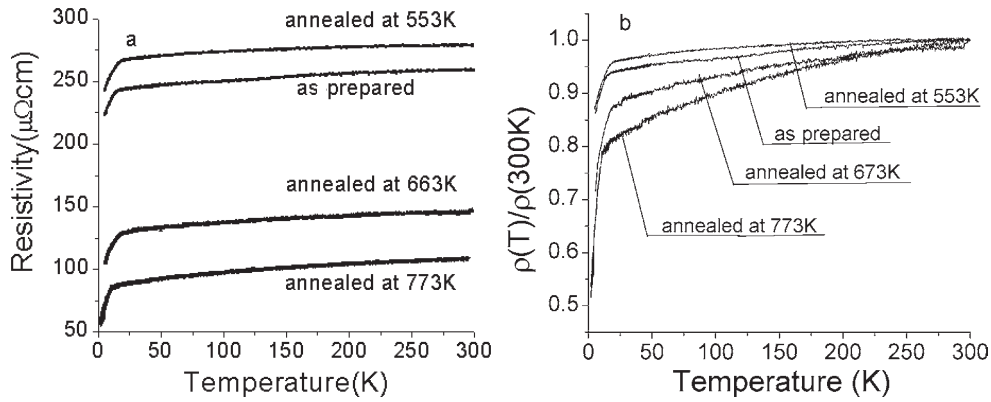 a
annealed at 553K
as prepared
annealed at 663K
annealed at 773K
Resistivity(μΩcm)
300
250
200
150
100
50
0
50
100
150
200
250
300
Temperature(K)
b
annealed at 553K
as prepared
annealed at 673K
annealed at 773K
ρ(T)/ρ(300K)
1.0
0.9
0.8
0.7
0.6
0.5
0
50
100
150
200
250
300
Temperature (K)